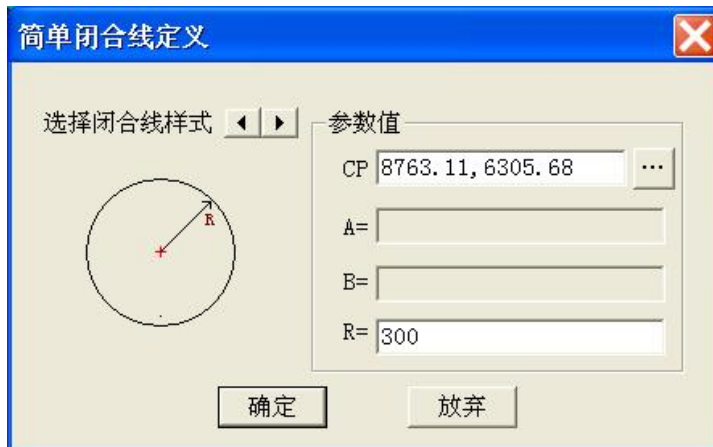 简单闭合线定义
选择闭合线样式
参数值
CP 8763.11,6305.68 ...
A=
B=
R= 300
R
确定 放弃